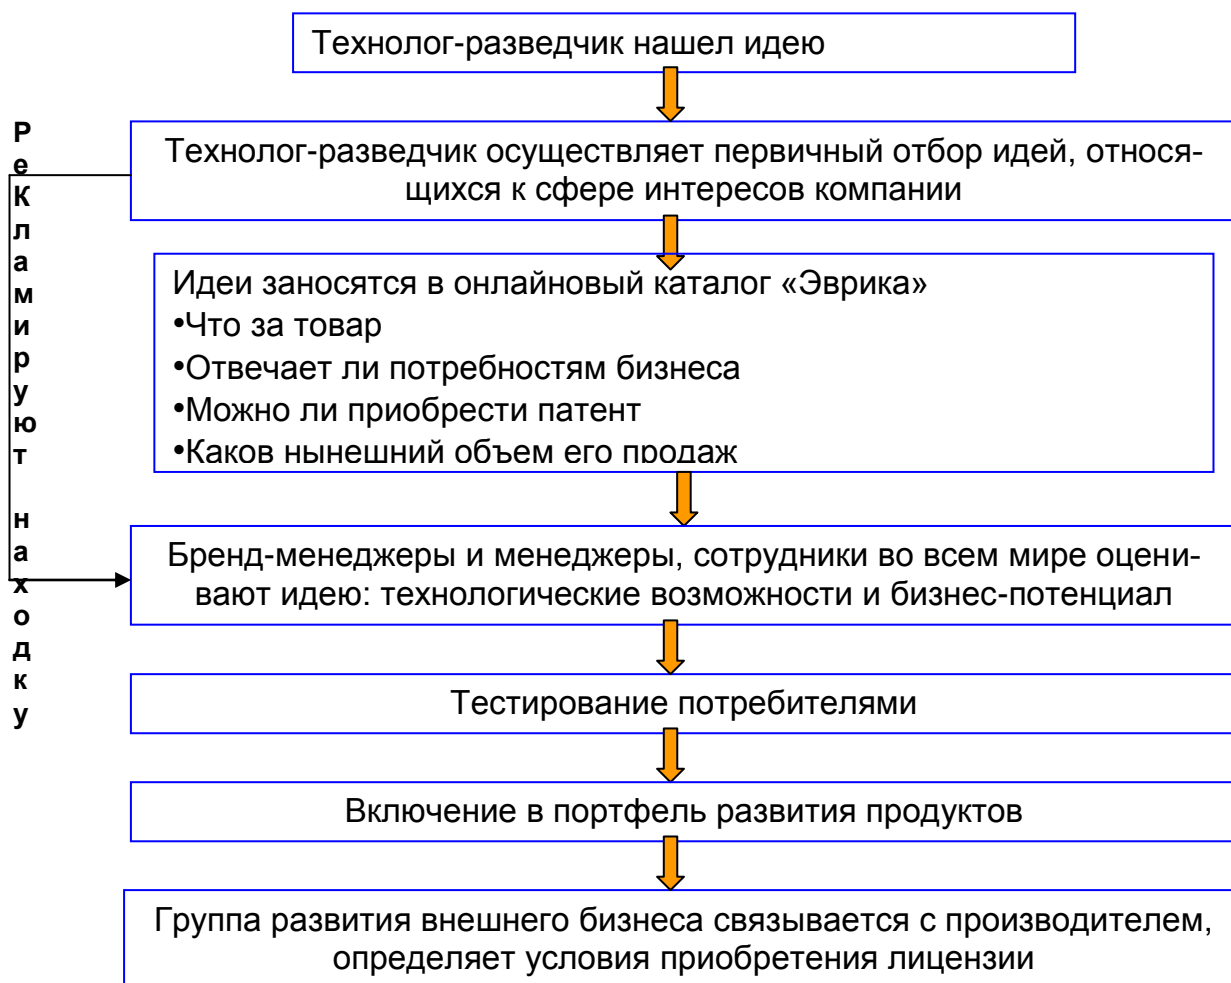 Технолог-разведчик нашел идею
РеКламируют находку
Технолог-разведчик осуществляет первичный отбор идей, относя-
щихся к сфере интересов компании
Идеи заносятся в онлайновый каталог «Эврика»
•Что за товар
•Отвечает ли потребностям бизнеса
•Можно ли приобрести патент
•Каков нынешний объем его продаж
Бренд-менеджеры и менеджеры, сотрудники во всем мире оцени-
вают идею: технологические возможности и бизнес-потенциал
Тестирование потребителями
Включение в портфель развития продуктов
Группа развития внешнего бизнеса связывается с производителем,
определяет условия приобретения лицензии